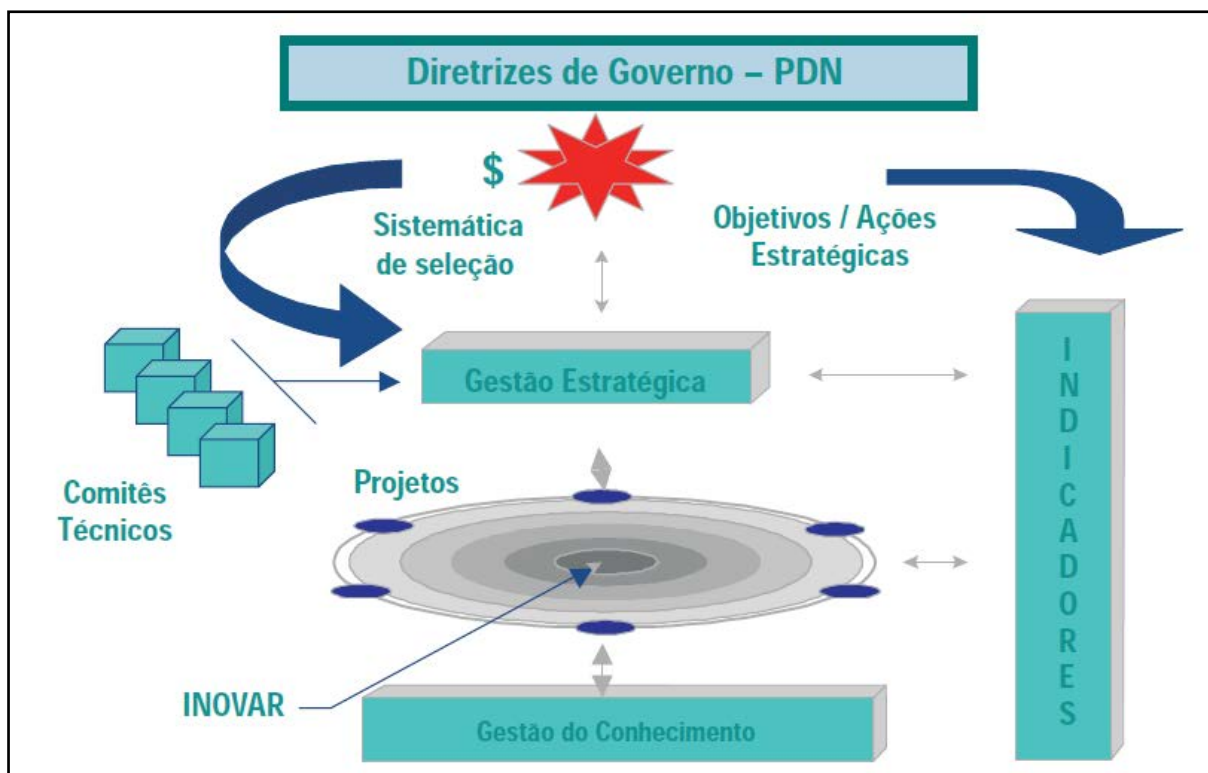 Diretrizes de Governo – PDN
$
Sistemática
de seleção
Objetivos / Ações
Estratégicas
Gestão Estratégica
Comitês
Técnicos
Projetos
INOVAR
Gestão do Conhecimento
INDICADORES